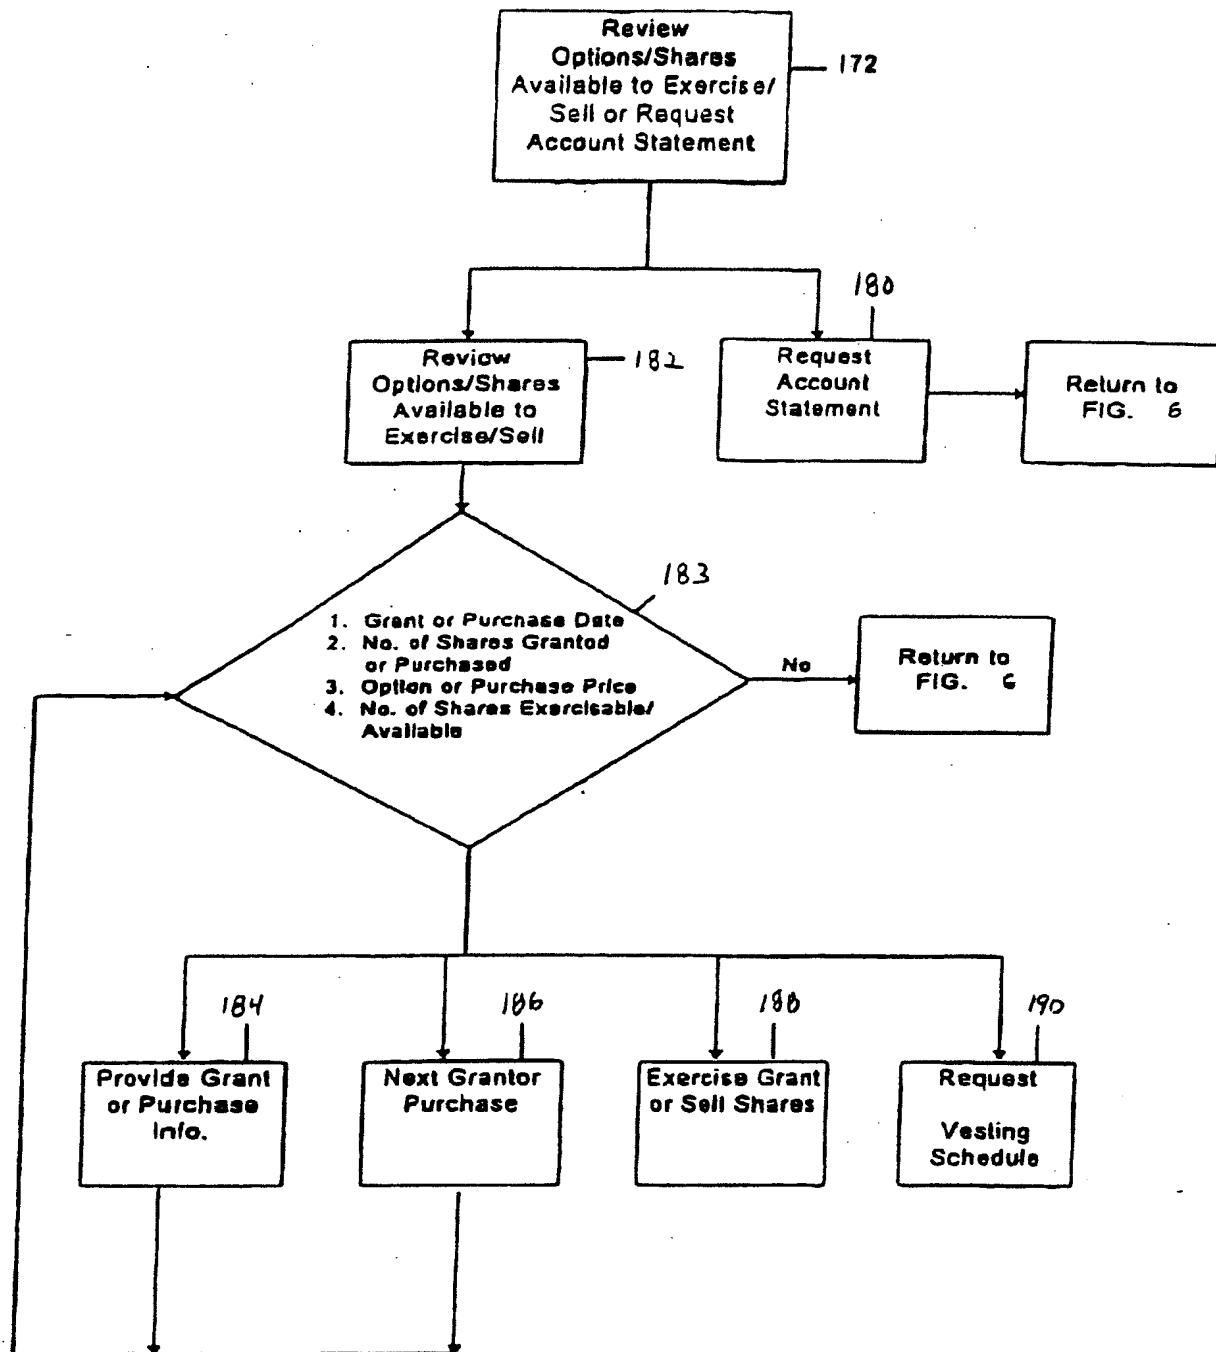 Review
Options/Shares
Available to Exercise/
Sell or Request
Account Statement
172
180
Review
Options/Shares
Available to
Exercise/Sell
182
Request
Account
Statement
Return to
FIG. 6
183
1. Grant or Purchase Date
2. No. of Shares Granted
or Purchased
3. Option or Purchase Price
4. No. of Shares Exercisable/
Available
No
Return to
FIG. 6
184
186
188
190
Provide Grant
or Purchase
Info.
Next Grantor
Purchase
Exercise Grant
or Sell Shares
Request
Vesting
Schedule